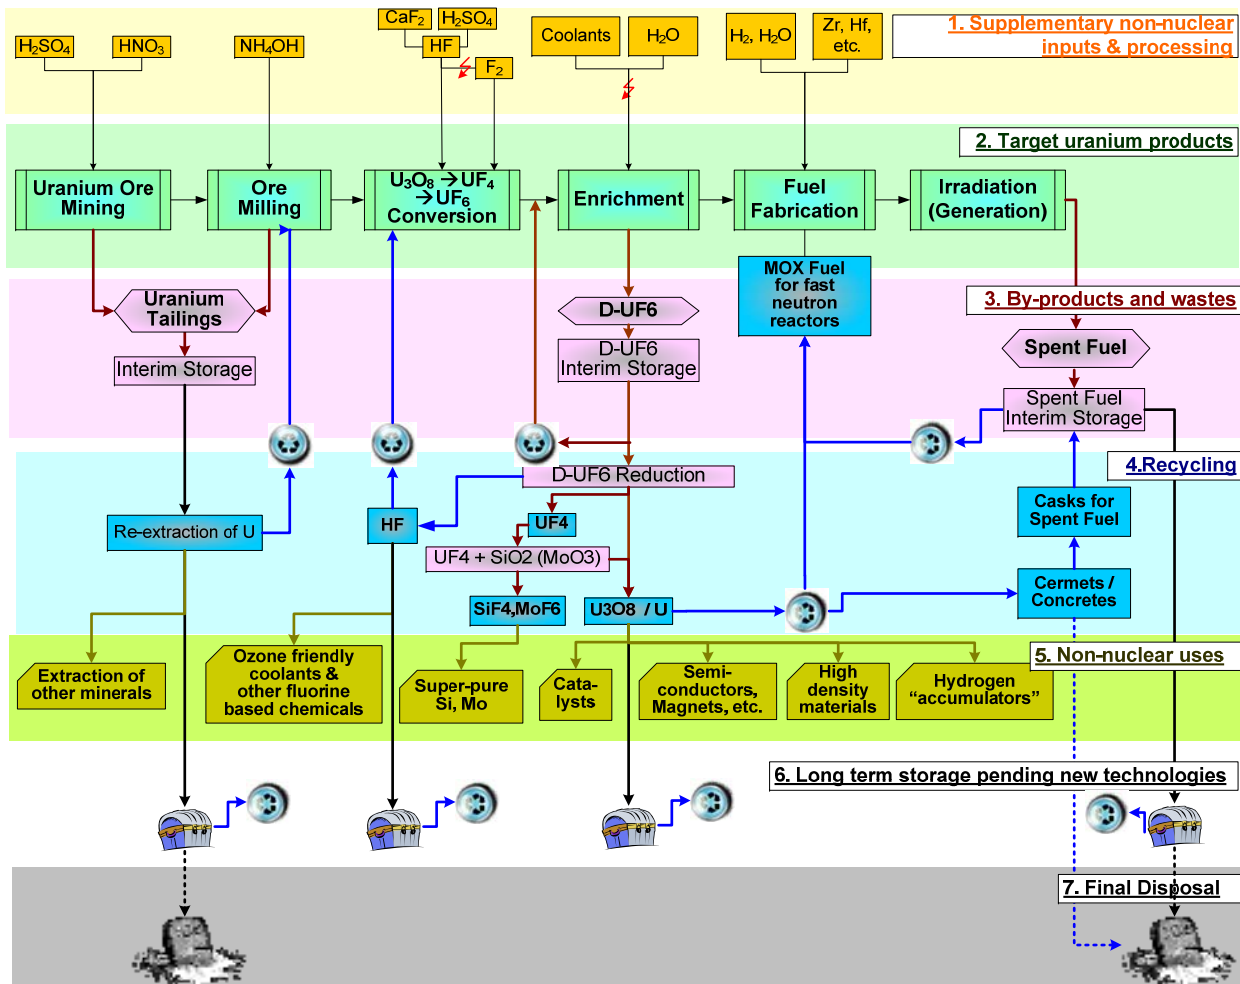 CaF₂
H₂SO₄
1. Supplementary non-nuclear
inputs & processing
H₂SO₄
HNO₃
NH₄OH
HF
F₂
Coolants
H₂O
H₂, H₂O
Zr, Hf,
etc.
2. Target uranium products
Uranium Ore
Mining
Ore
Milling
U₃O₈ →UF₄
→UF₆
Conversion
Enrichment
Fuel
Fabrication
Irradiation
(Generation)
MOX Fuel
for fast
neutron
reactors
3. By-products and wastes
Uranium
Tailings
D-UF6
Spent Fuel
Interim Storage
D-UF6
Interim Storage
Spent Fuel
Interim Storage
4.Recycling
D-UF6 Reduction
Casks for
Spent Fuel
Re-extraction of U
HF
UF4
UF4 + SiO2 (MoO3)
Cermets /
Concretes
SiF4,MoF6
U3O8 / U
5. Non-nuclear uses
Extraction of
other minerals
Ozone friendly
coolants &
other fluorine
based chemicals
Super-pure
Si, Mo
Cata-
lysts
Semi-
conductors,
Magnets, etc.
High
density
materials
Hydrogen
“accumulators”
6. Long term storage pending new technologies
7. Final Disposal